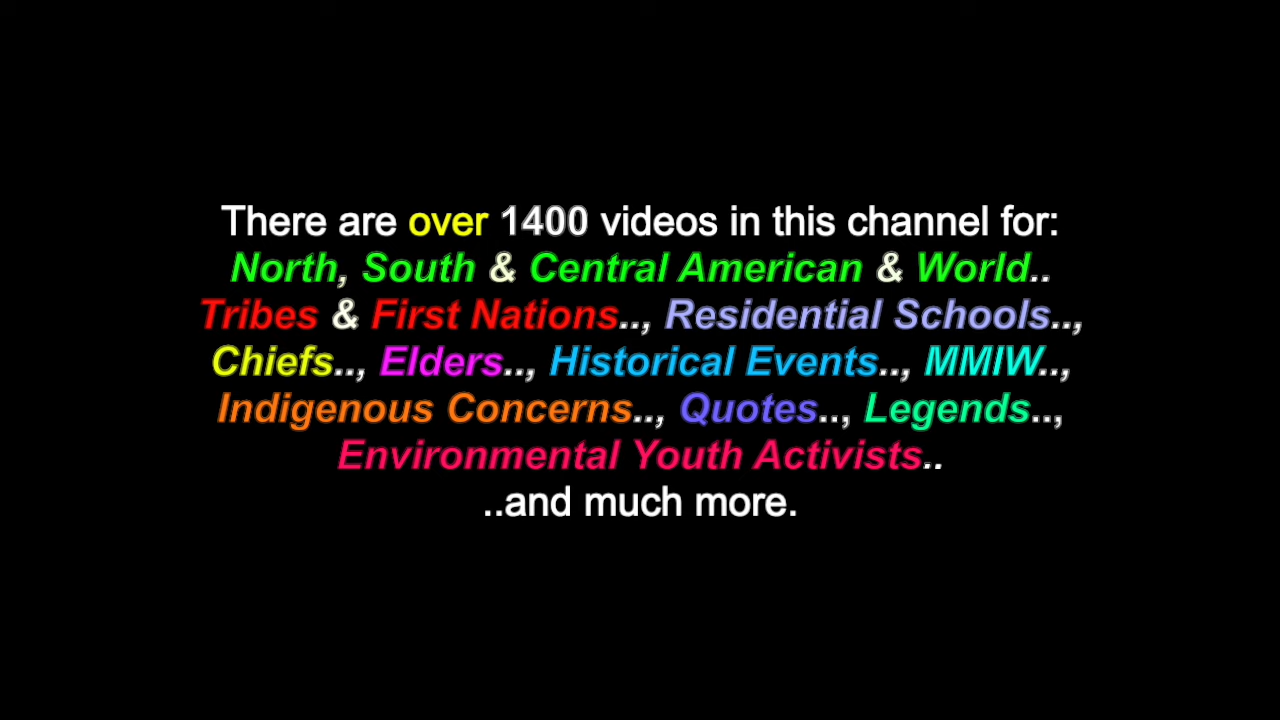 There are over 1400 videos in this channel for:
North, South & Central American & World..
Tribes & First Nations.., Residential Schools..,
Chiefs.., Elders.., Historical Events.., MMIW..,
Indigenous Concerns.., Quotes.., Legends..,
Environmental Youth Activists..
..and much more.